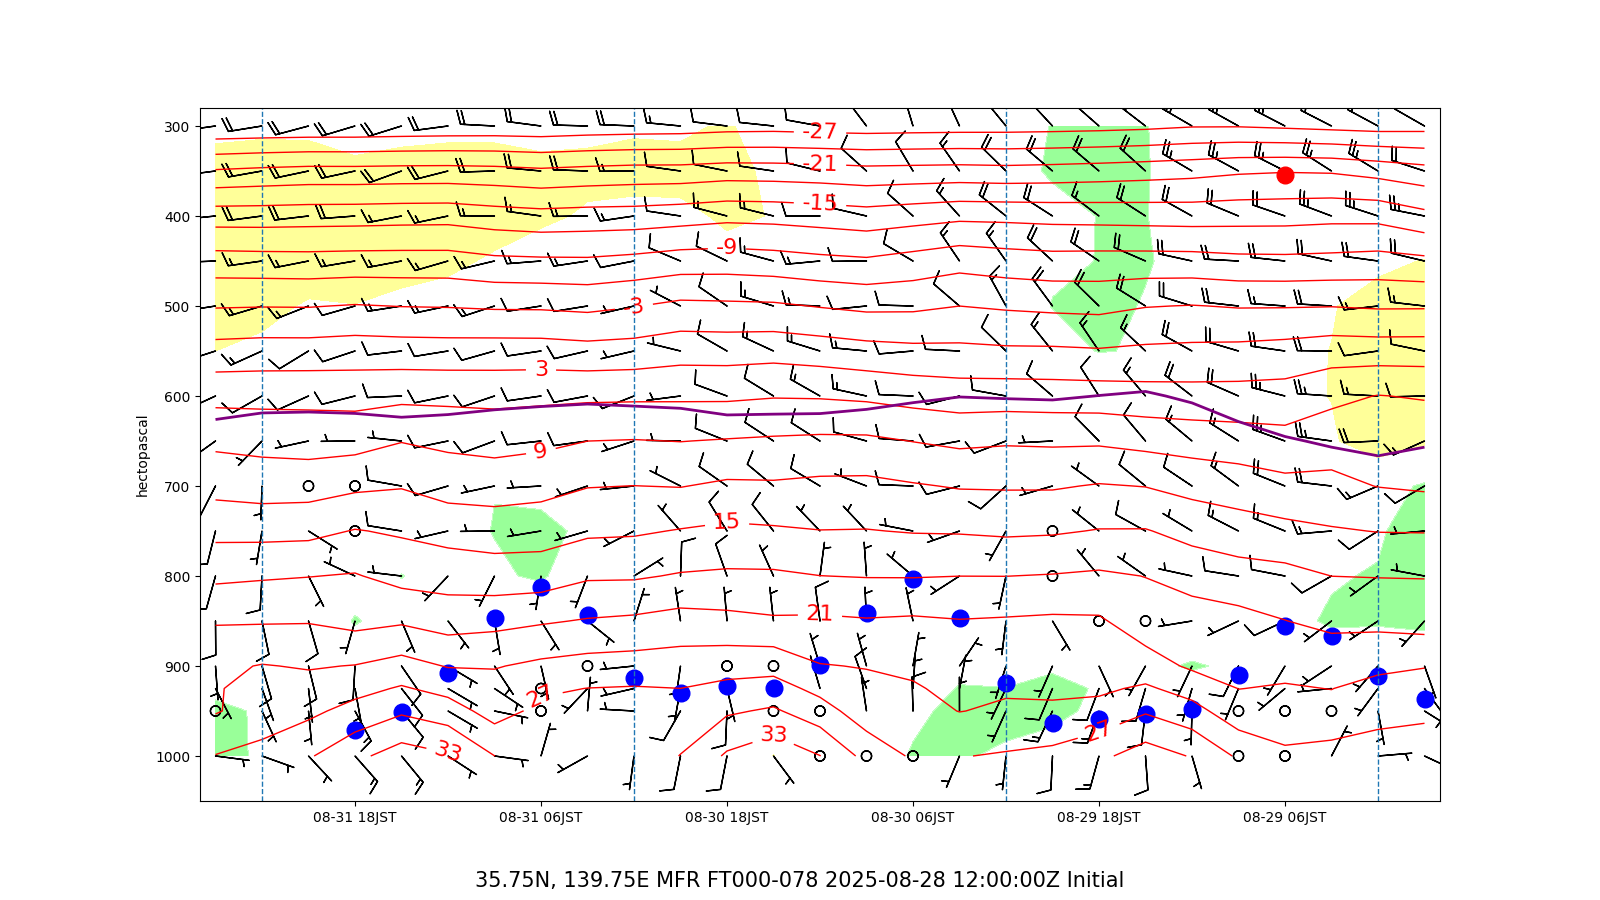 300
400
500
600
700
800
900
1000
hectopascal
-27
-21
-15
-9
-3
3
9
15
21
27
33
33
27
08-31 18JST
08-31 06JST
08-30 18JST
08-30 06JST
08-29 18JST
08-29 06JST
35.75N, 139.75E MFR FT000-078 2025-08-28 12:00:00Z Initial